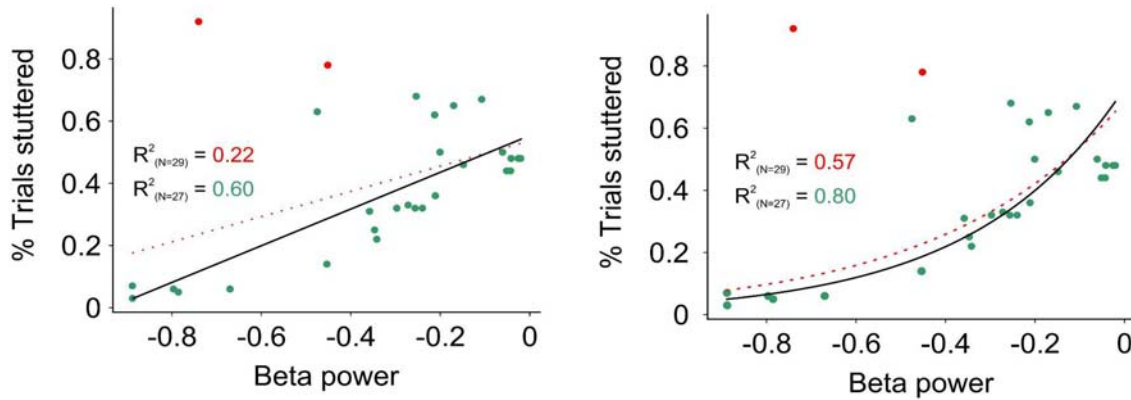 % Trials stuttered
0.8
0.6
0.4
0.2
0
R²(N=29) = 0.22
R²(N=27) = 0.60
-0.8 -0.6 -0.4 -0.2 0
Beta power
% Trials stuttered
0.8
0.6
0.4
0.2
0
R²(N=29) = 0.57
R²(N=27) = 0.80
-0.8 -0.6 -0.4 -0.2 0
Beta power